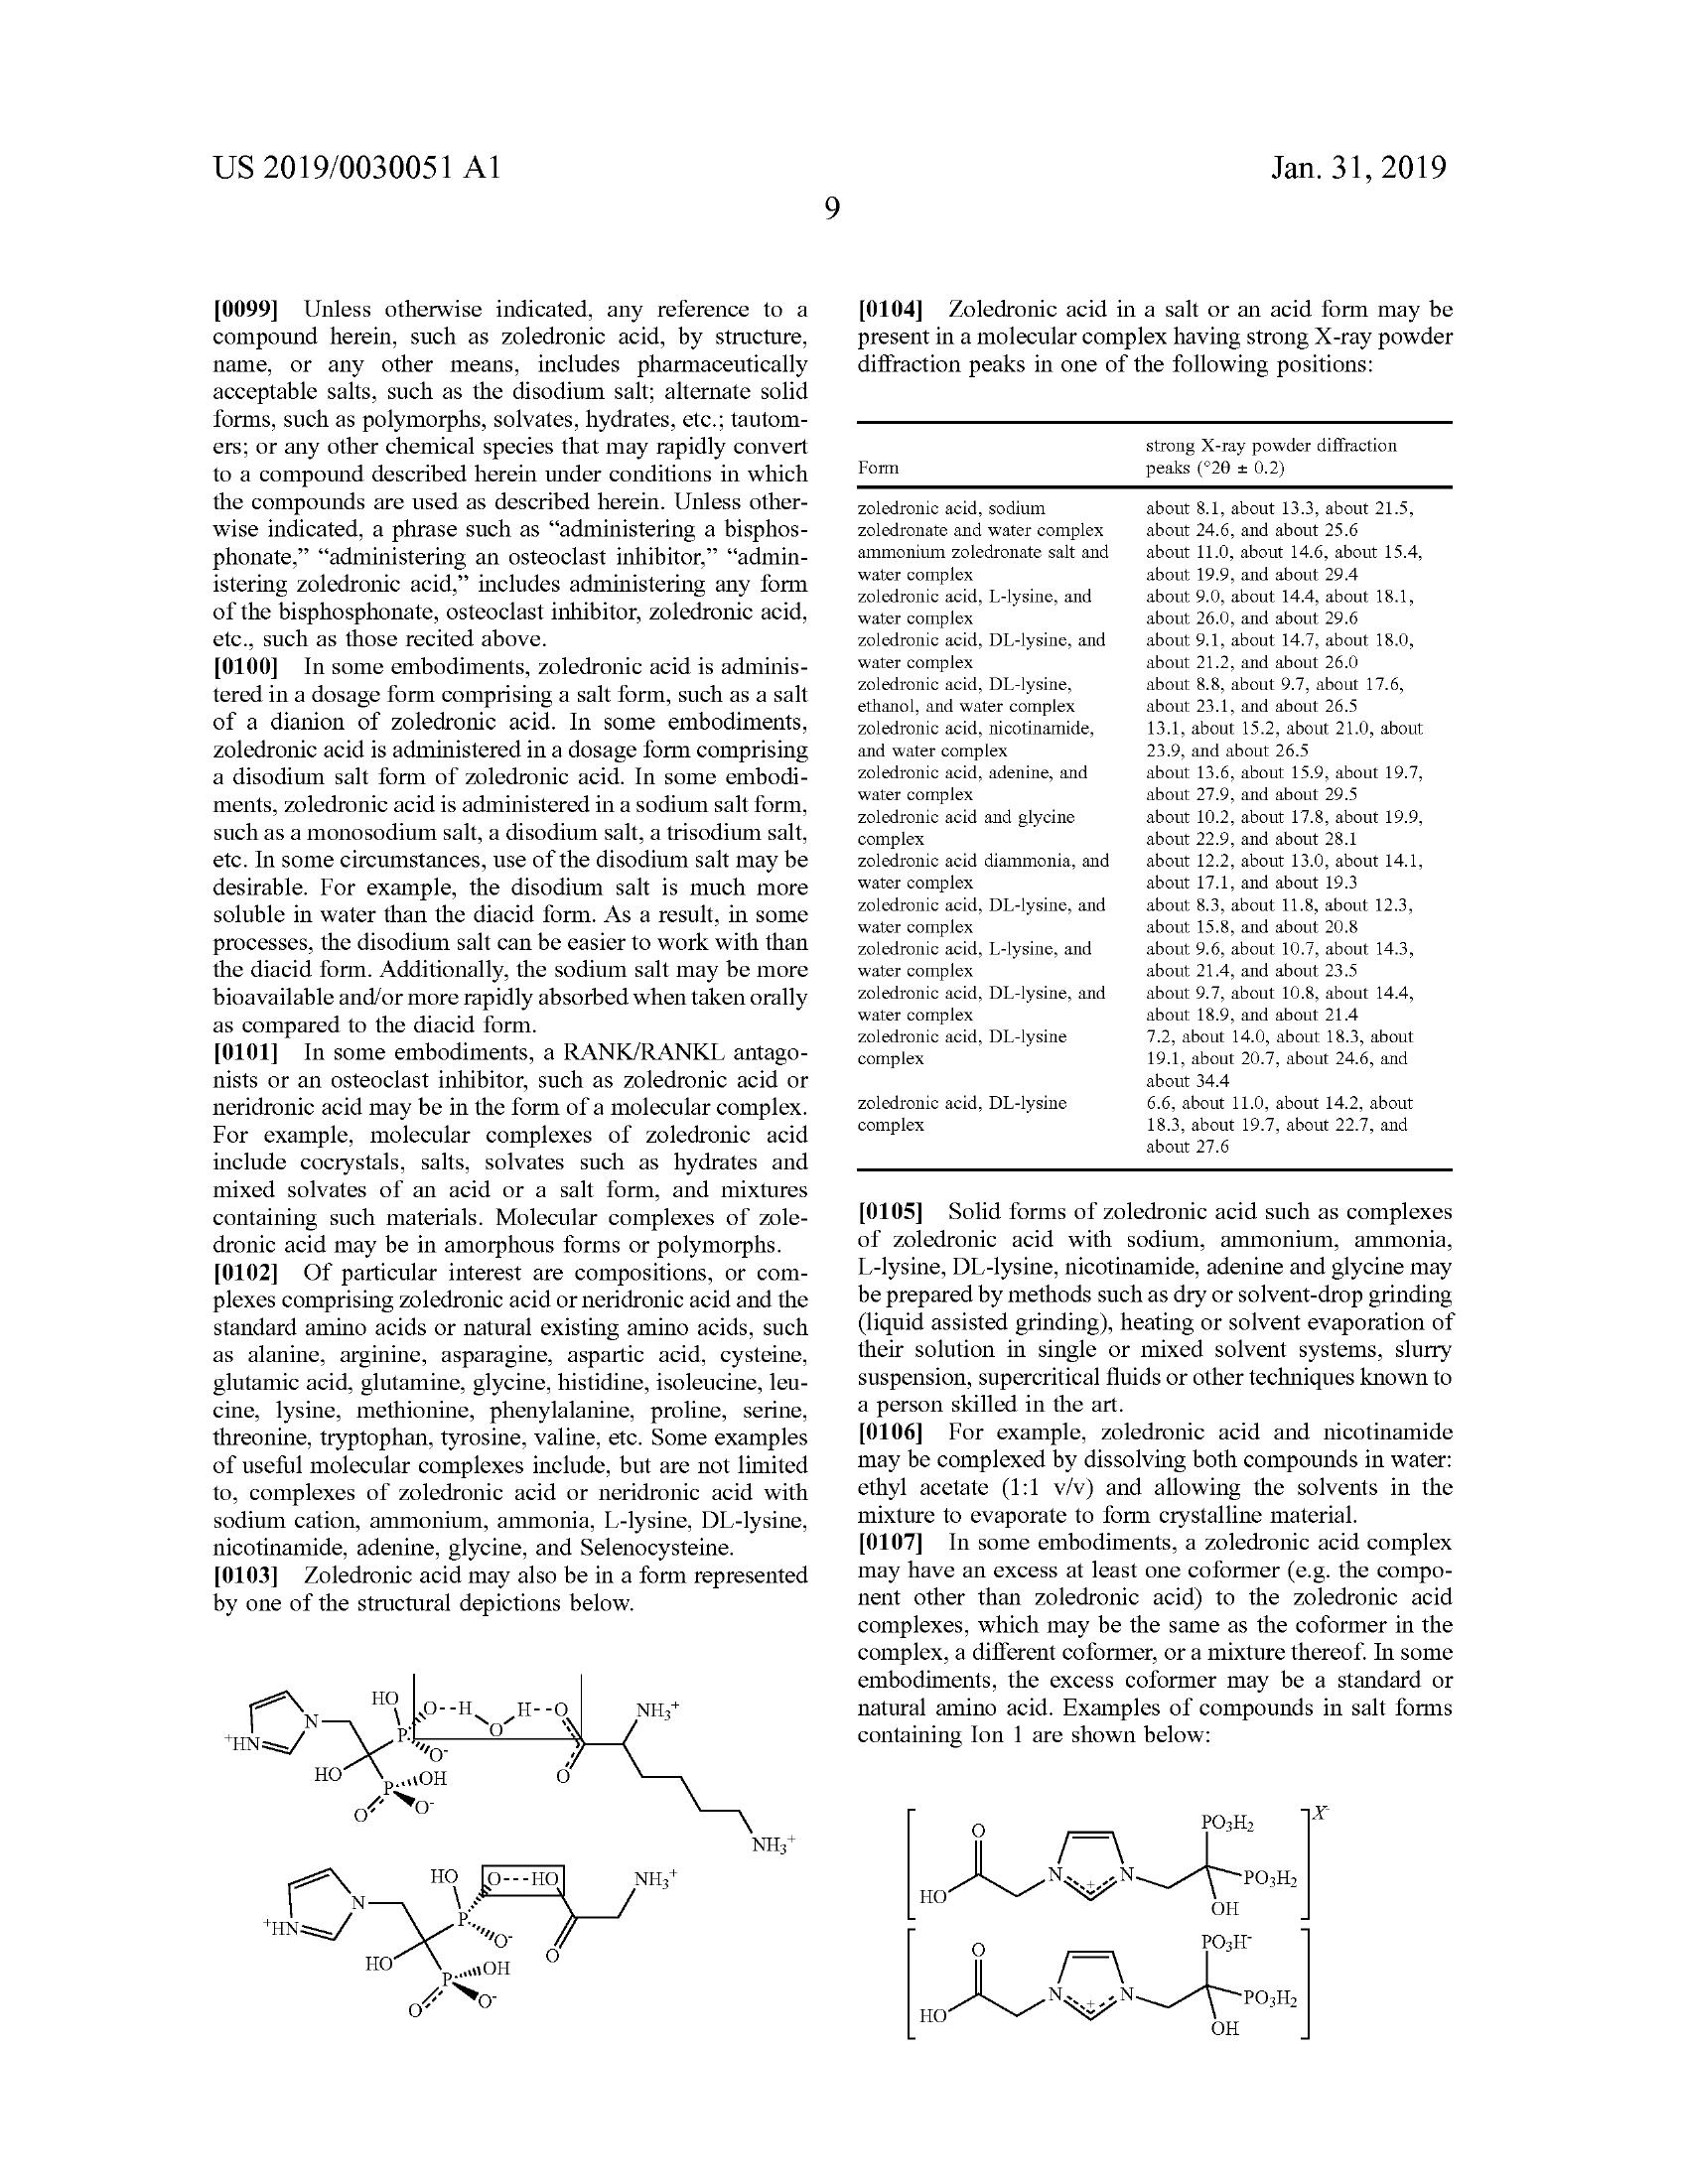 US 2019/0030051 A1
Jan. 31, 2019
9
[0099] Unless otherwise indicated, any reference to a
compound herein, such as zoledronic acid, by structure,
name, or any other means, includes pharmaceutically
acceptable salts, such as the disodium salt; alternate solid
forms, such as polymorphs, solvates, hydrates, etc.; tautom-
ers; or any other chemical species that may rapidly convert
to a compound described herein under conditions in which
the compounds are used as described herein. Unless other-
wise indicated, a phrase such as “administering a bisphos-
phonate,” “administering an osteoclast inhibitor,” “admin-
istering zoledronic acid,” includes administering any form
of the bisphosphonate, osteoclast inhibitor, zoledronic acid,
etc., such as those recited above.
[0100] In some embodiments, zoledronic acid is adminis-
tered in a dosage form comprising a salt form, such as a salt
of a dianion of zoledronic acid. In some embodiments,
zoledronic acid is administered in a dosage form comprising
a disodium salt form of zoledronic acid. In some embodi-
ments, zoledronic acid is administered in a sodium salt form,
such as a monosodium salt, a disodium salt, a trisodium salt,
etc. In some circumstances, use of the disodium salt may be
desirable. For example, the disodium salt is much more
soluble in water than the diacid form. As a result, in some
processes, the disodium salt can be easier to work with than
the diacid form. Additionally, the sodium salt may be more
bioavailable and/or more rapidly absorbed when taken orally
as compared to the diacid form.
[0101] In some embodiments, a RANK/RANKL antago-
nists or an osteoclast inhibitor, such as zoledronic acid or
neridronic acid may be in the form of a molecular complex.
For example, molecular complexes of zoledronic acid
include cocrystals, salts, solvates such as hydrates and
mixed solvates of an acid or a salt form, and mixtures
containing such materials. Molecular complexes of zole-
dronic acid may be in amorphous forms or polymorphs.
[0102] Of particular interest are compositions, or com-
plexes comprising zoledronic acid or neridronic acid and the
standard amino acids or natural existing amino acids, such
as alanine, arginine, asparagine, aspartic acid, cysteine,
glutamic acid, glutamine, glycine, histidine, isoleucine, leu-
cine, lysine, methionine, phenylalanine, proline, serine,
threonine, tryptophan, tyrosine, valine, etc. Some examples
of useful molecular complexes include, but are not limited
to, complexes of zoledronic acid or neridronic acid with
sodium cation, ammonium, ammonia, L-lysine, DL-lysine,
nicotinamide, adenine, glycine, and Selenocysteine.
[0103] Zoledronic acid may also be in a form represented
by one of the structural depictions below.
HO O--H H--O NH₃⁺
N O
⁺HN P
O⁻
HO OH O
P
O O⁻
NH₃⁺
HO O---HO NH₃⁺
N
⁺HN P
O⁻
HO OH O
P
O O⁻
[0104] Zoledronic acid in a salt or an acid form may be
present in a molecular complex having strong X-ray powder
diffraction peaks in one of the following positions:
strong X-ray powder diffraction
Form peaks (°2θ ± 0.2)
zoledronic acid, sodium about 8.1, about 13.3, about 21.5,
zoledronate and water complex about 24.6, and about 25.6
ammonium zoledronate salt and about 11.0, about 14.6, about 15.4,
water complex about 19.9, and about 29.4
zoledronic acid, L-lysine, and about 9.0, about 14.4, about 18.1,
water complex about 26.0, and about 29.6
zoledronic acid, DL-lysine, and about 9.1, about 14.7, about 18.0,
water complex about 21.2, and about 26.0
zoledronic acid, DL-lysine, about 8.8, about 9.7, about 17.6,
ethanol, and water complex about 23.1, and about 26.5
zoledronic acid, nicotinamide, 13.1, about 15.2, about 21.0, about
and water complex 23.9, and about 26.5
zoledronic acid, adenine, and about 13.6, about 15.9, about 19.7,
water complex about 27.9, and about 29.5
zoledronic acid and glycine about 10.2, about 17.8, about 19.9,
complex about 22.9, and about 28.1
zoledronic acid diammonia, and about 12.2, about 13.0, about 14.1,
water complex about 17.1, and about 19.3
zoledronic acid, DL-lysine, and about 8.3, about 11.8, about 12.3,
water complex about 15.8, and about 20.8
zoledronic acid, L-lysine, and about 9.6, about 10.7, about 14.3,
water complex about 21.4, and about 23.5
zoledronic acid, DL-lysine, and about 9.7, about 10.8, about 14.4,
water complex about 18.9, and about 21.4
zoledronic acid, DL-lysine 7.2, about 14.0, about 18.3, about
complex 19.1, about 20.7, about 24.6, and
about 34.4
zoledronic acid, DL-lysine 6.6, about 11.0, about 14.2, about
complex 18.3, about 19.7, about 22.7, and
about 27.6
[0105] Solid forms of zoledronic acid such as complexes
of zoledronic acid with sodium, ammonium, ammonia,
L-lysine, DL-lysine, nicotinamide, adenine and glycine may
be prepared by methods such as dry or solvent-drop grinding
(liquid assisted grinding), heating or solvent evaporation of
their solution in single or mixed solvent systems, slurry
suspension, supercritical fluids or other techniques known to
a person skilled in the art.
[0106] For example, zoledronic acid and nicotinamide
may be complexed by dissolving both compounds in water:
ethyl acetate (1:1 v/v) and allowing the solvents in the
mixture to evaporate to form crystalline material.
[0107] In some embodiments, a zoledronic acid complex
may have an excess at least one coformer (e.g. the compo-
nent other than zoledronic acid) to the zoledronic acid
complexes, which may be the same as the coformer in the
complex, a different coformer, or a mixture thereof. In some
embodiments, the excess coformer may be a standard or
natural amino acid. Examples of compounds in salt forms
containing Ion 1 are shown below:
X⁻
O PO₃H₂
N + N PO₃H₂
HO OH
O PO₃H⁻
N + N PO₃H₂
HO OH